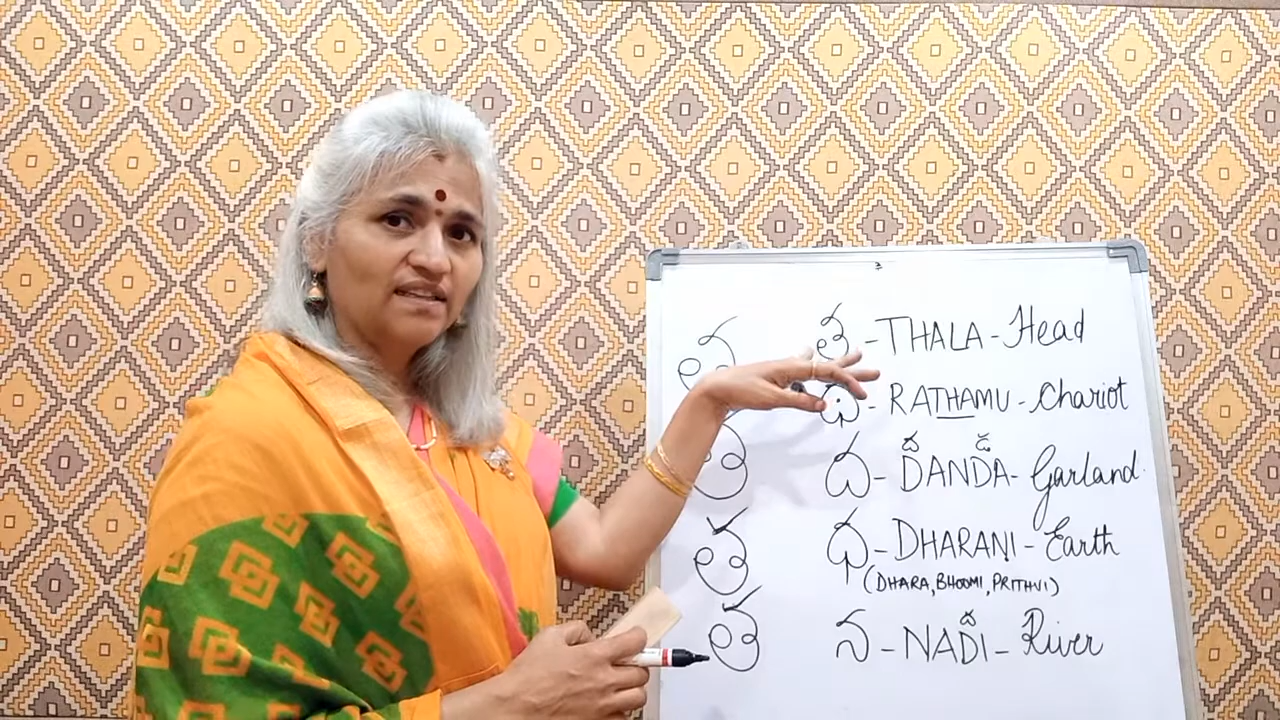 త త - THALA - Head
థ - RATHAMU - Chariot
ద డ
ద - DANDA - Garland
త ధ - DHARANI - Earth
(DHARA, BHOOMI, PRITHVI)
ద
త న - NADI - River